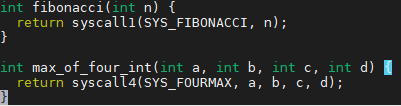 int fibonacci(int n) {
  return syscall1(SYS_FIBONACCI, n);
}

int max_of_four_int(int a, int b, int c, int d) {
  return syscall4(SYS_FOURMAX, a, b, c, d);
}